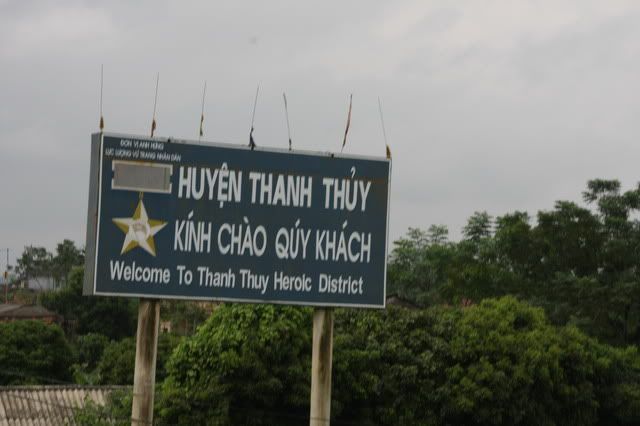 ĐƠN VỊ ANH HÙNG
LỰC LƯỢNG VŨ TRANG NHÂN DÂN
HUYỆN THANH THỦY
KÍNH CHÀO QÚY KHÁCH
Welcome To Thanh Thuy Heroic District